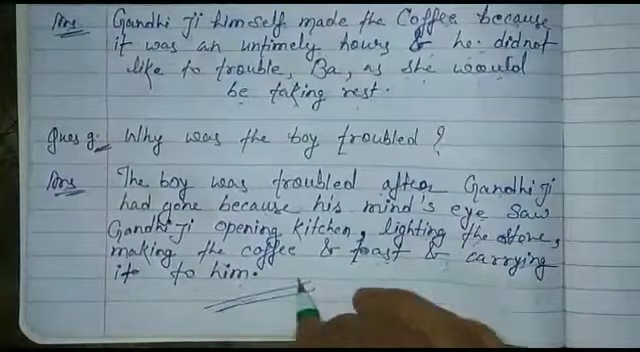 Ans Gandhi Ji himself made the Coffee because
it was an untimely hours & he didnot
like to trouble, Ba, as she would
be taking rest.
Ques 9: Why was the boy troubled ?
Ans The boy was troubled after Gandhi Ji
had gone because his mind's eye saw
Gandhi Ji opening kitchen, lighting the stove,
making the coffee & toast & carrying
it to him.